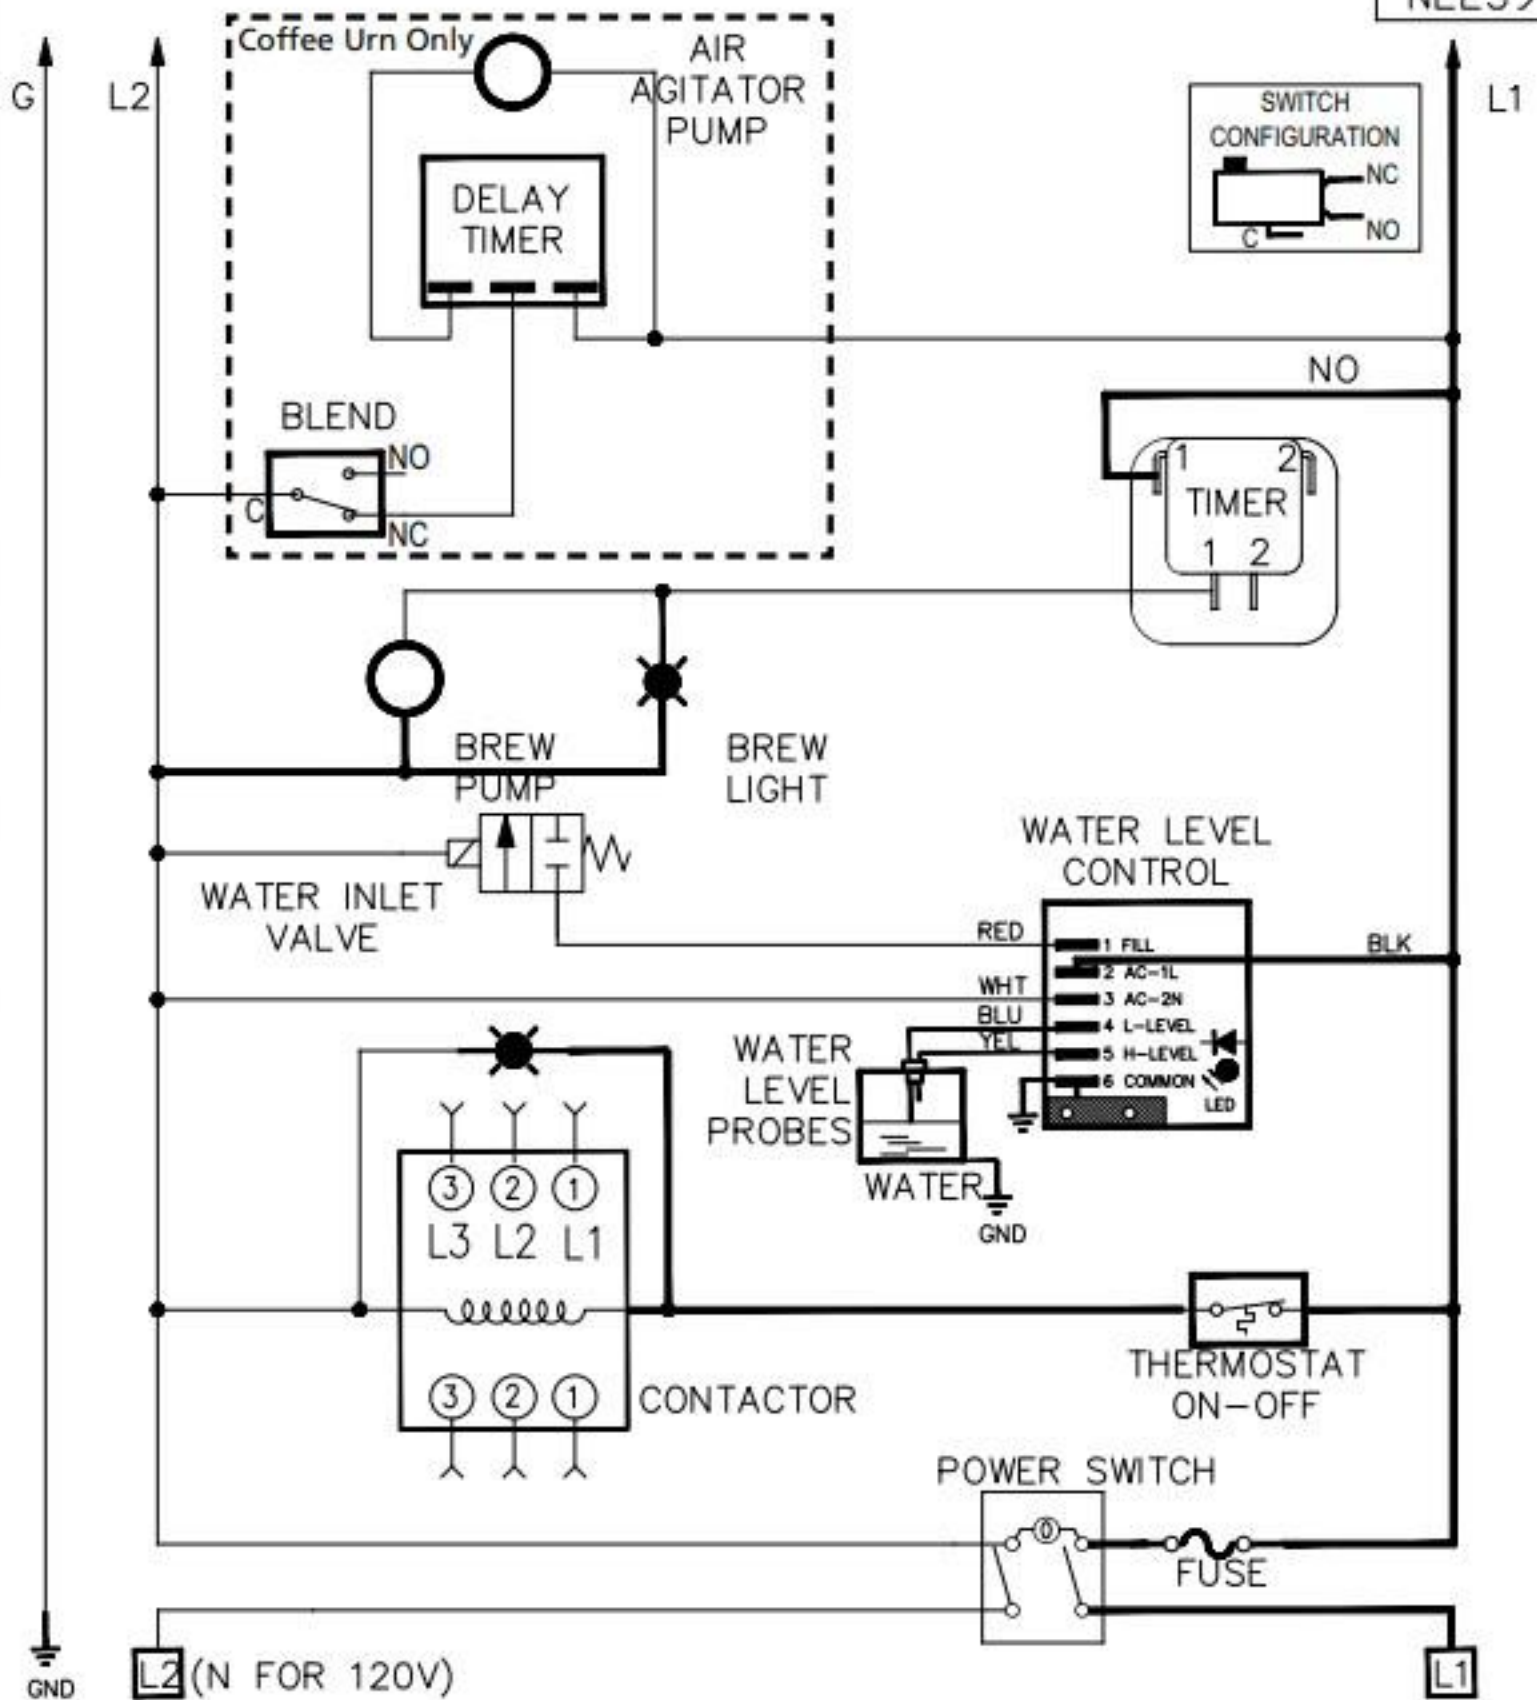 Coffee Urn Only
AIR
AGITATOR
PUMP
G
L2
L1
SWITCH
CONFIGURATION
NC
NO
C
DELAY
TIMER
NO
BLEND
NO
C
NC
1 2
TIMER
1 2
BREW
PUMP
BREW
LIGHT
WATER INLET
VALVE
WATER LEVEL
CONTROL
RED
1 FILL
BLK
2 AC-1L
WHT
3 AC-2N
BLU
4 L-LEVEL
YEL
5 H-LEVEL
6 COMMON
LED
WATER
LEVEL
PROBES
WATER
GND
3 2 1
L3 L2 L1
3 2 1
CONTACTOR
THERMOSTAT
ON-OFF
POWER SWITCH
FUSE
GND
L2 (N FOR 120V)
L1